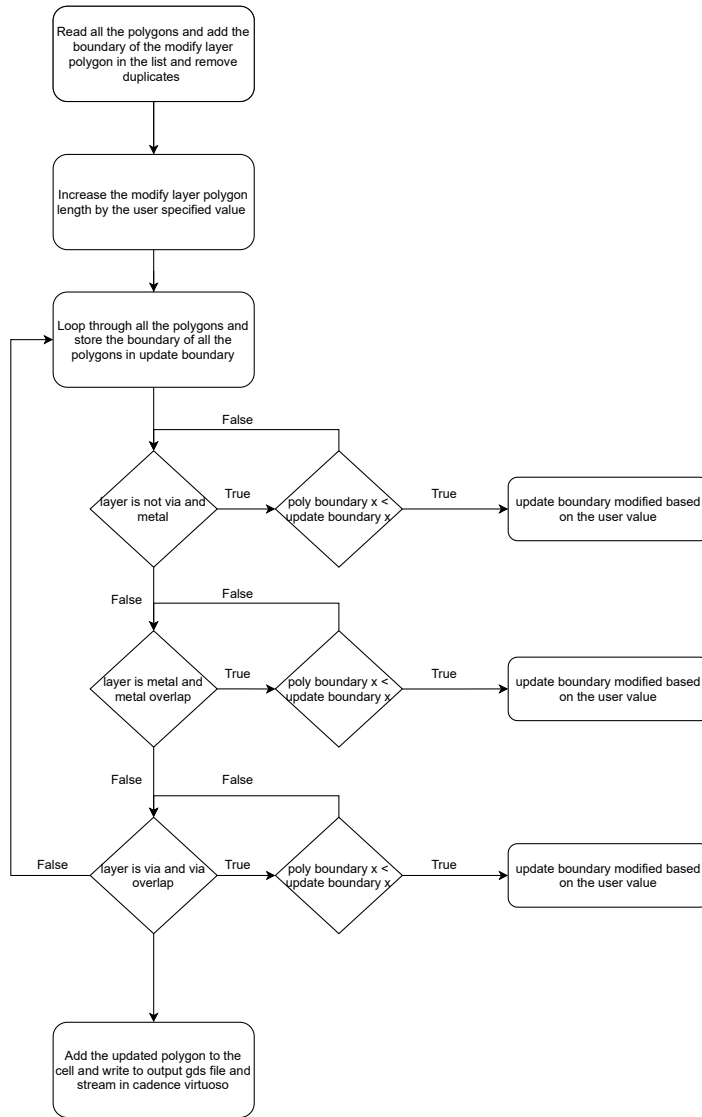 Read all the polygons and add the
boundary of the modify layer
polygon in the list and remove
duplicates
Increase the modify layer polygon
length by the user specified value
Loop through all the polygons and
store the boundary of all the
polygons in update boundary
False
layer is not via and
metal
True
poly boundary x <
update boundary x
True
update boundary modified based
on the user value
False
False
layer is metal and
metal overlap
True
poly boundary x <
update boundary x
True
update boundary modified based
on the user value
False
False
False
layer is via and via
overlap
True
poly boundary x <
update boundary x
True
update boundary modified based
on the user value
Add the updated polygon to the
cell and write to output gds file and
stream in cadence virtuoso